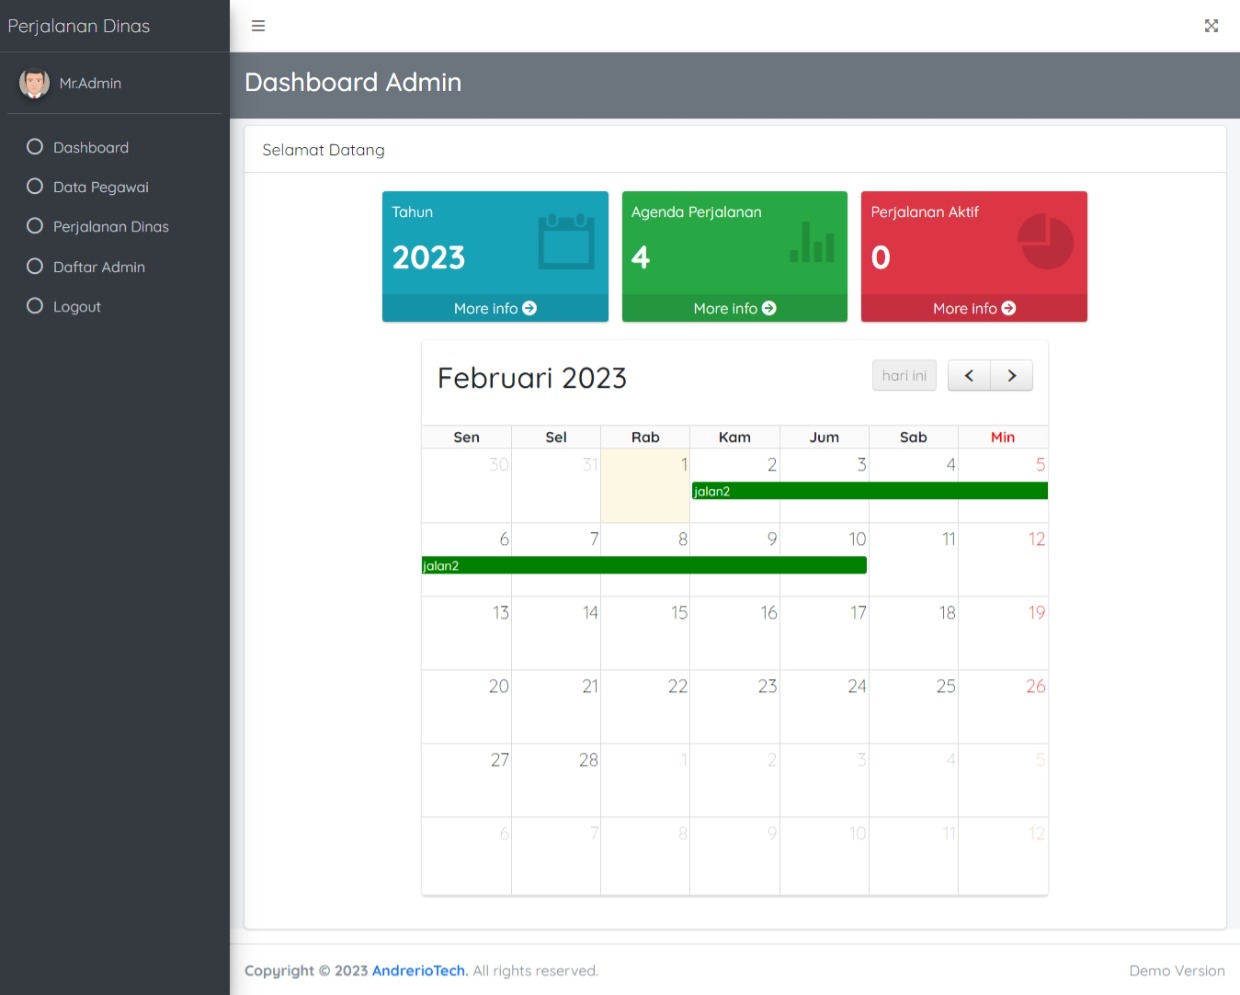 Perjalanan Dinas
Mr.Admin
Dashboard
Data Pegawai
Perjalanan Dinas
Daftar Admin
Logout
Dashboard Admin
Selamat Datang
Tahun
2023
More info
Agenda Perjalanan
4
More info
Perjalanan Aktif
0
More info
Februari 2023
hari ini
Sen Sel Rab Kam Jum Sab Min
30 31 1 2 3 4 5
jalan2
6 7 8 9 10 11 12
jalan2
13 14 15 16 17 18 19
20 21 22 23 24 25 26
27 28 1 2 3 4 5
6 7 8 9 10 11 12
Copyright © 2023 AndrerioTech. All rights reserved.
Demo Version